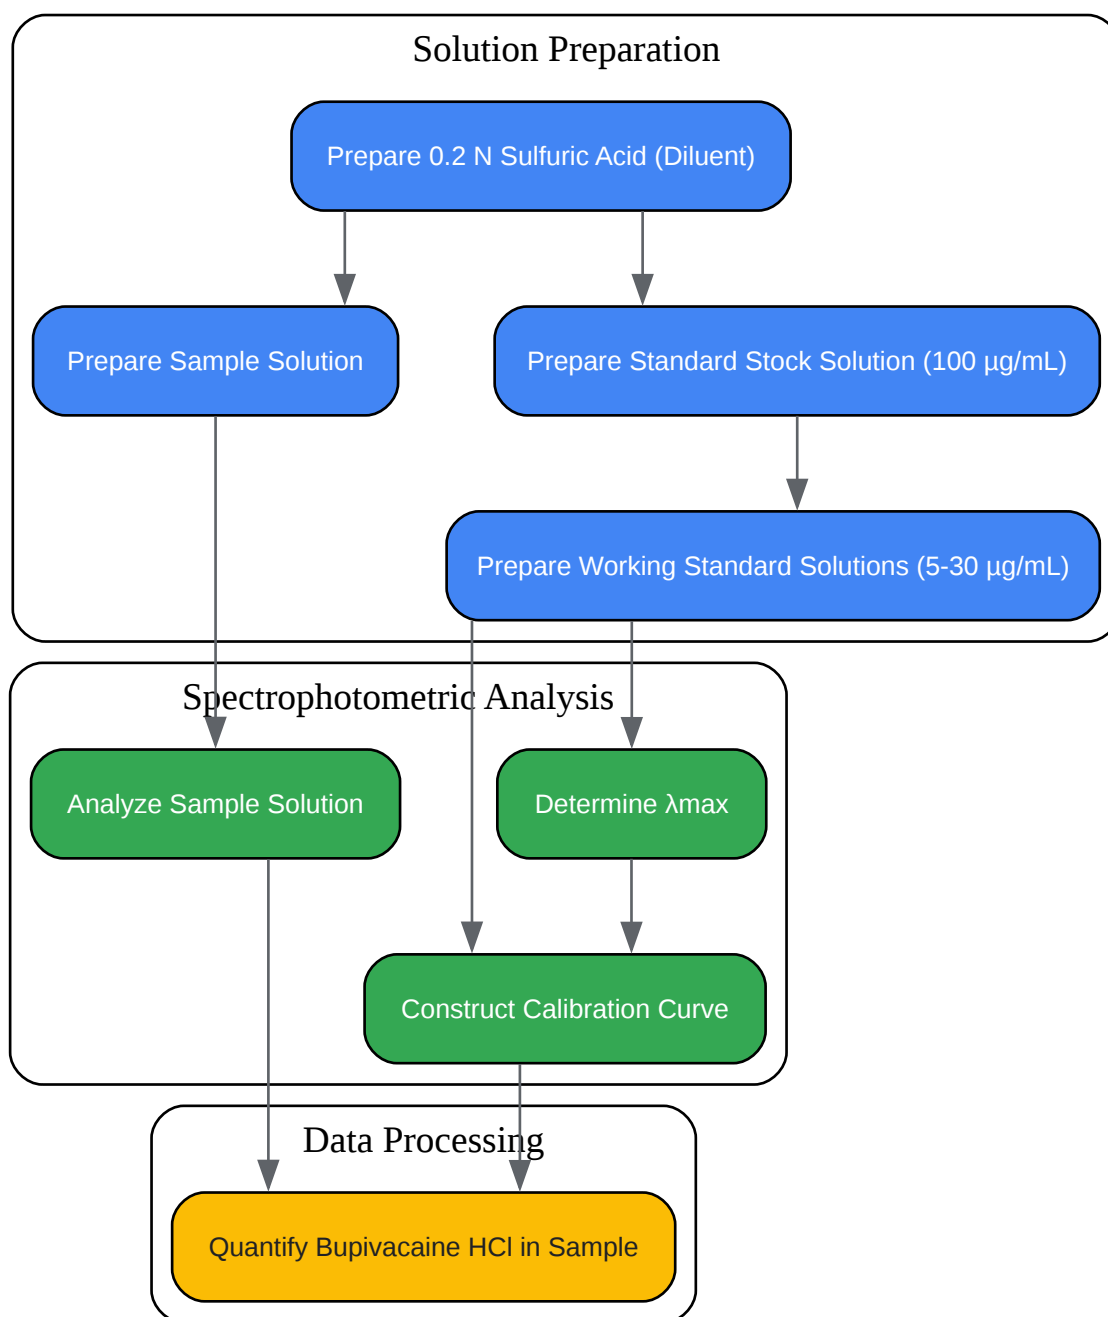 Solution Preparation
Prepare 0.2 N Sulfuric Acid (Diluent)
Prepare Sample Solution
Prepare Standard Stock Solution (100 µg/mL)
Prepare Working Standard Solutions (5-30 µg/mL)
Spectrophotometric Analysis
Analyze Sample Solution
Determine λmax
Construct Calibration Curve
Data Processing
Quantify Bupivacaine HCl in Sample